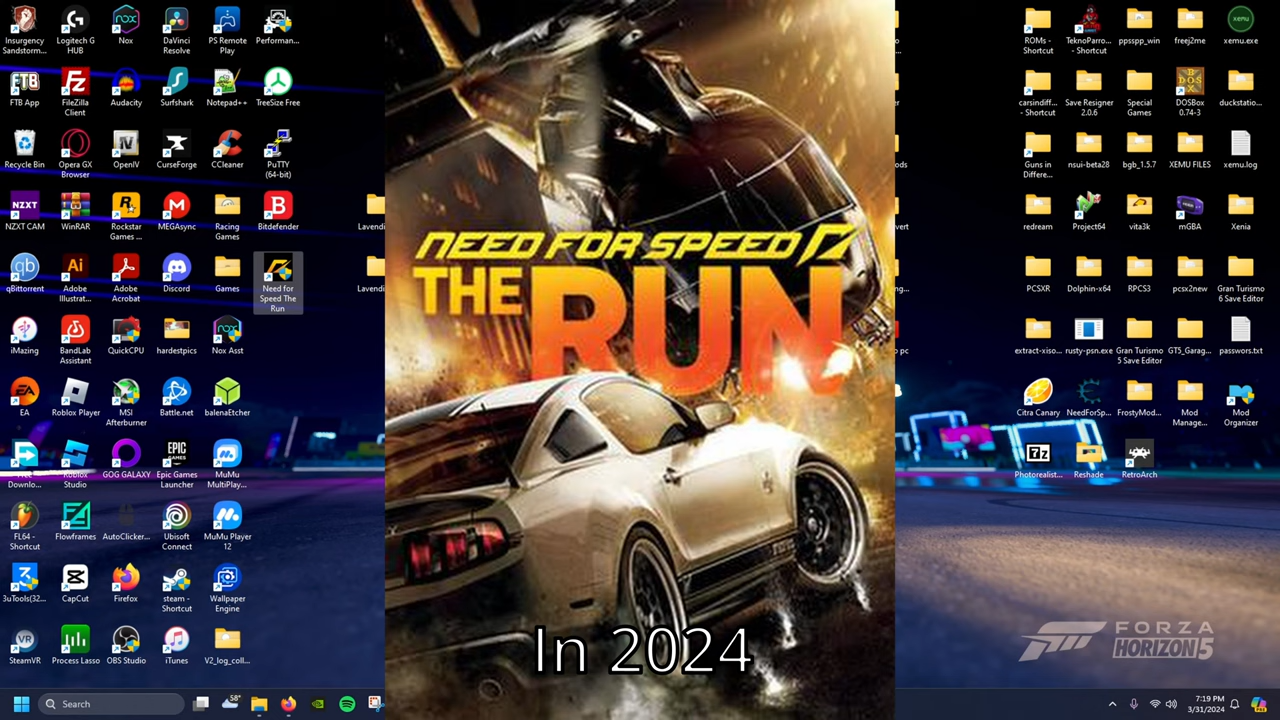 Insurgency
Sandstorm...
Logitech G
HUB
Nox
DaVinci
Resolve
PS Remote
Play
Performan...
FTB App
FileZilla
Client
Audacity
Surfshark
Notepad++
TreeSize Free
Recycle Bin
Opera GX
Browser
OpenIV
CurseForge
CCleaner
PuTTY
(64-bit)
NZXT CAM
WinRAR
Rockstar
Games ...
MEGAsync
Racing
Games
Bitdefender
Lavendi
qBittorrent
Adobe
Illustrat...
Adobe
Acrobat
Discord
Games
Need for
Speed The
Run
Lavendi
iMazing
BandLab
Assistant
QuickCPU
hardestpics
Nox Asst
EA
Roblox Player
MSI
Afterburner
Battle.net
balenaEtcher
Downlo...
Roblox
Studio
GOG GALAXY
Epic Games
Launcher
MuMu
MultiPlay...
FL64 -
Shortcut
Flowframes
AutoClicker...
Ubisoft
Connect
MuMu Player
12
3uTools(32...
CapCut
Firefox
steam -
Shortcut
Wallpaper
Engine
SteamVR
Process Lasso
OBS Studio
iTunes
V2_log_coll...
NEED FOR SPEED
THE RUN
In 2024
ROMs -
Shortcut
TeknoParro...
- Shortcut
ppsspp_win
freej2me
xemu.exe
carsindiff...
- Shortcut
Save Resigner
2.0.6
Special
Games
DOSBox
0.74-3
duckstatio...
Guns in
Differe...
nsui-beta28
bgb_1.5.7
XEMU FILES
xemu.log
redream
Project64
vita3k
mGBA
Xenia
PCSXR
Dolphin-x64
RPCS3
pcsx2new
Gran Turismo
6 Save Editor
extract-xiso...
rusty-psn.exe
Gran Turismo
5 Save Editor
GT5_Garag...
passwors.txt
Citra Canary
NeedForSp...
FrostyMod...
Mod
Manage...
Mod
Organizer
Photorealist...
Reshade
RetroArch
FORZA
HORIZON 5
Search
58°
7:19 PM
3/31/2024